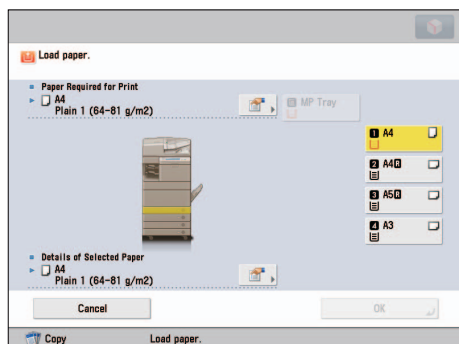 Load paper.
Paper Required for Print
A4
Plain 1 (64-81 g/m2)
MP Tray
1 A4
2 A4R
3 A5R
4 A3
Details of Selected Paper
A4
Plain 1 (64-81 g/m2)
Cancel
OK
Copy Load paper.